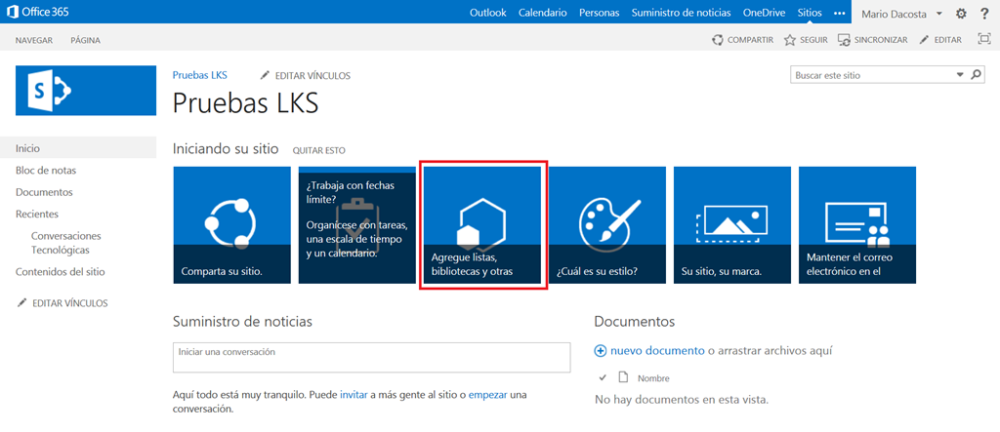 Office 365
Outlook Calendario Personas Suministro de noticias OneDrive Sitios ••• Mario Dacosta ?
NAVEGAR PÁGINA
COMPARTIR SEGUIR SINCRONIZAR EDITAR
S
Pruebas LKS EDITAR VÍNCULOS
Buscar este sitio
Pruebas LKS
Inicio
Bloc de notas
Documentos
Recientes
Conversaciones
Tecnológicas
Contenidos del sitio
EDITAR VÍNCULOS
Iniciando su sitio QUITAR ESTO
Comparta su sitio.
¿Trabaja con fechas
límite?
Organícese con tareas,
una escala de tiempo
y un calendario.
Agregue listas,
bibliotecas y otras
¿Cuál es su estilo?
Su sitio, su marca.
Mantener el correo
electrónico en el
Suministro de noticias
Iniciar una conversación
Aquí todo está muy tranquilo. Puede invitar a más gente al sitio o empezar una
conversación.
Documentos
nuevo documento o arrastrar archivos aquí
Nombre
No hay documentos en esta vista.